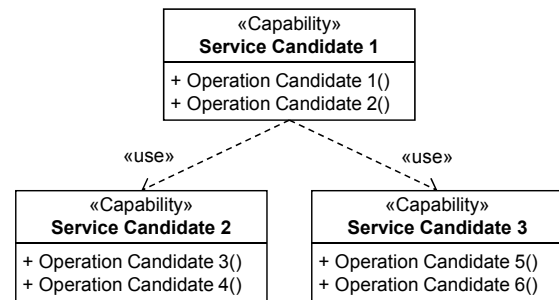 «Capability»
Service Candidate 1
+ Operation Candidate 1()
+ Operation Candidate 2()
«use»
«use»
«Capability»
Service Candidate 2
+ Operation Candidate 3()
+ Operation Candidate 4()
«Capability»
Service Candidate 3
+ Operation Candidate 5()
+ Operation Candidate 6()